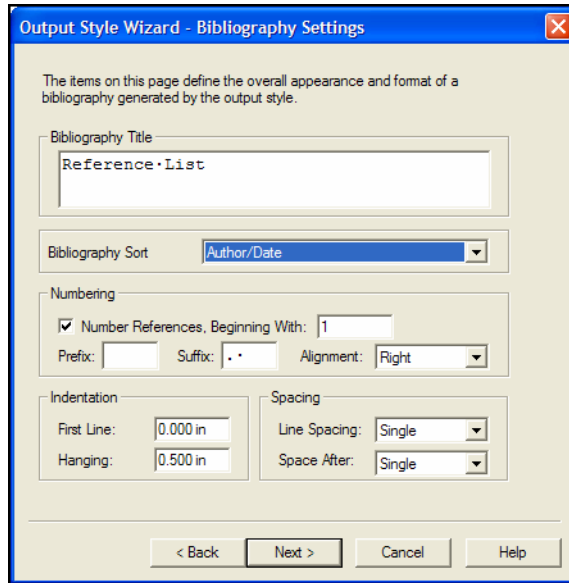 Output Style Wizard - Bibliography Settings
The items on this page define the overall appearance and format of a
bibliography generated by the output style.
Bibliography Title
Reference·List
Bibliography Sort Author/Date
Numbering
Number References, Beginning With: 1
Prefix: Suffix: .· Alignment: Right
Indentation Spacing
First Line: 0.000 in Line Spacing: Single
Hanging: 0.500 in Space After: Single
< Back Next > Cancel Help